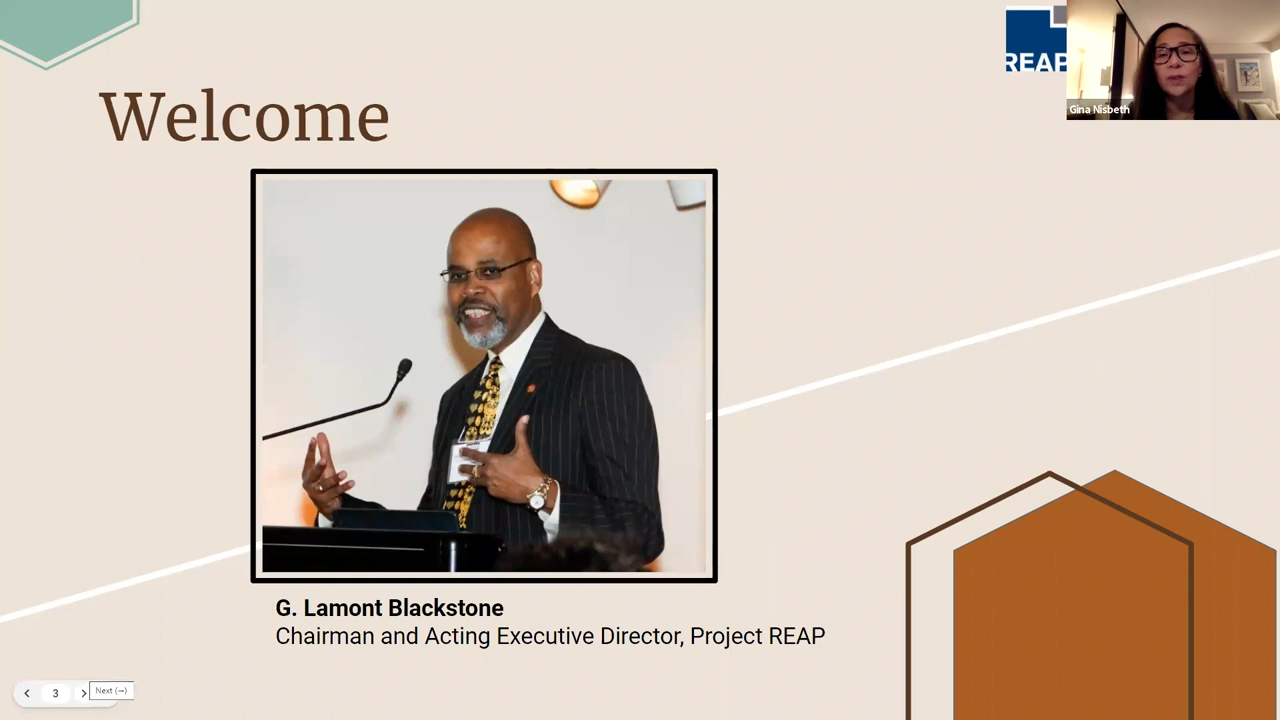 Welcome
REAP
Gina Nisbeth
G. Lamont Blackstone
Chairman and Acting Executive Director, Project REAP
3
Next (→)